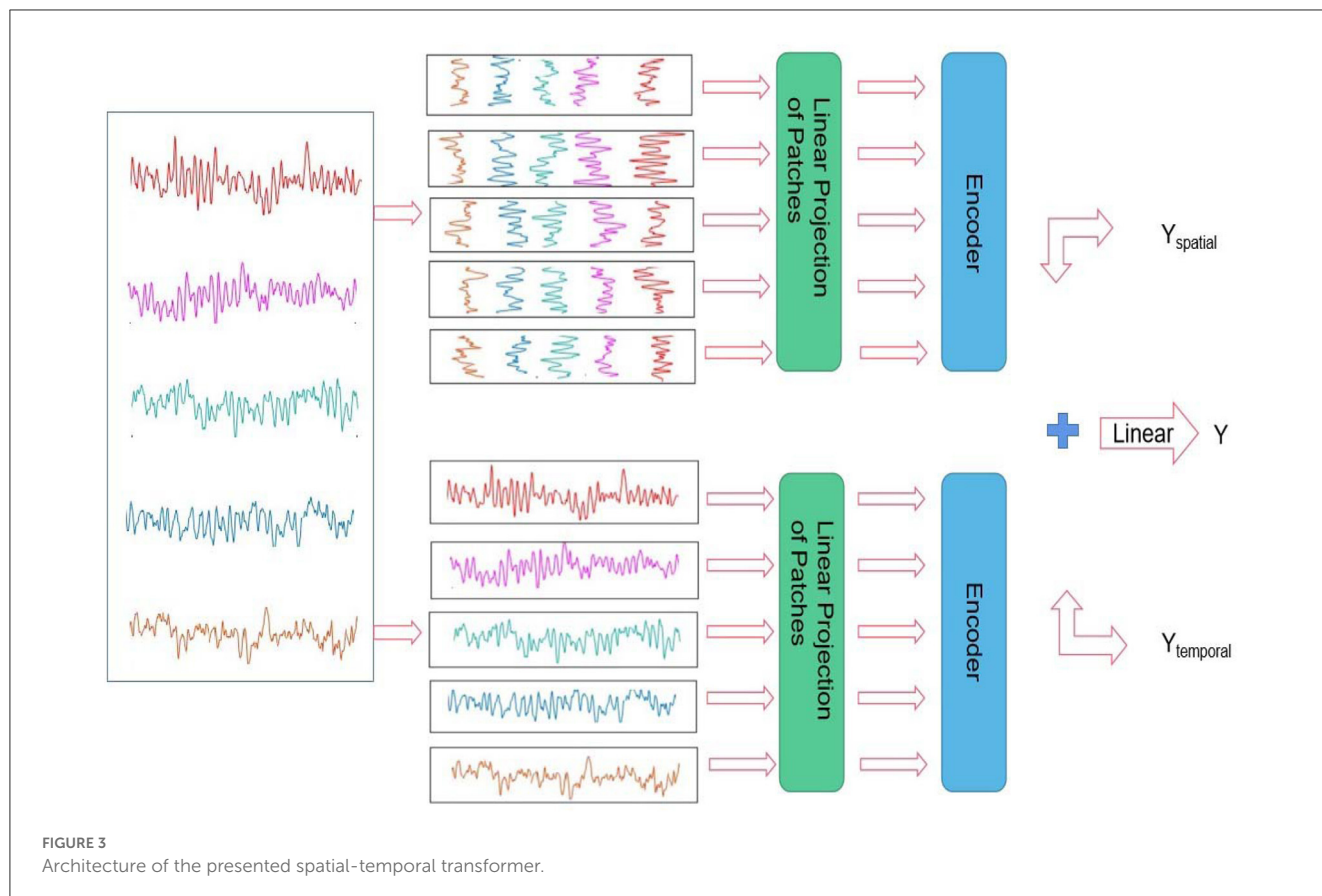 Linear Projection
of Patches
Encoder
Yspatial
Linear
Y
Linear Projection
of Patches
Encoder
Ytemporal
FIGURE 3
Architecture of the presented spatial-temporal transformer.